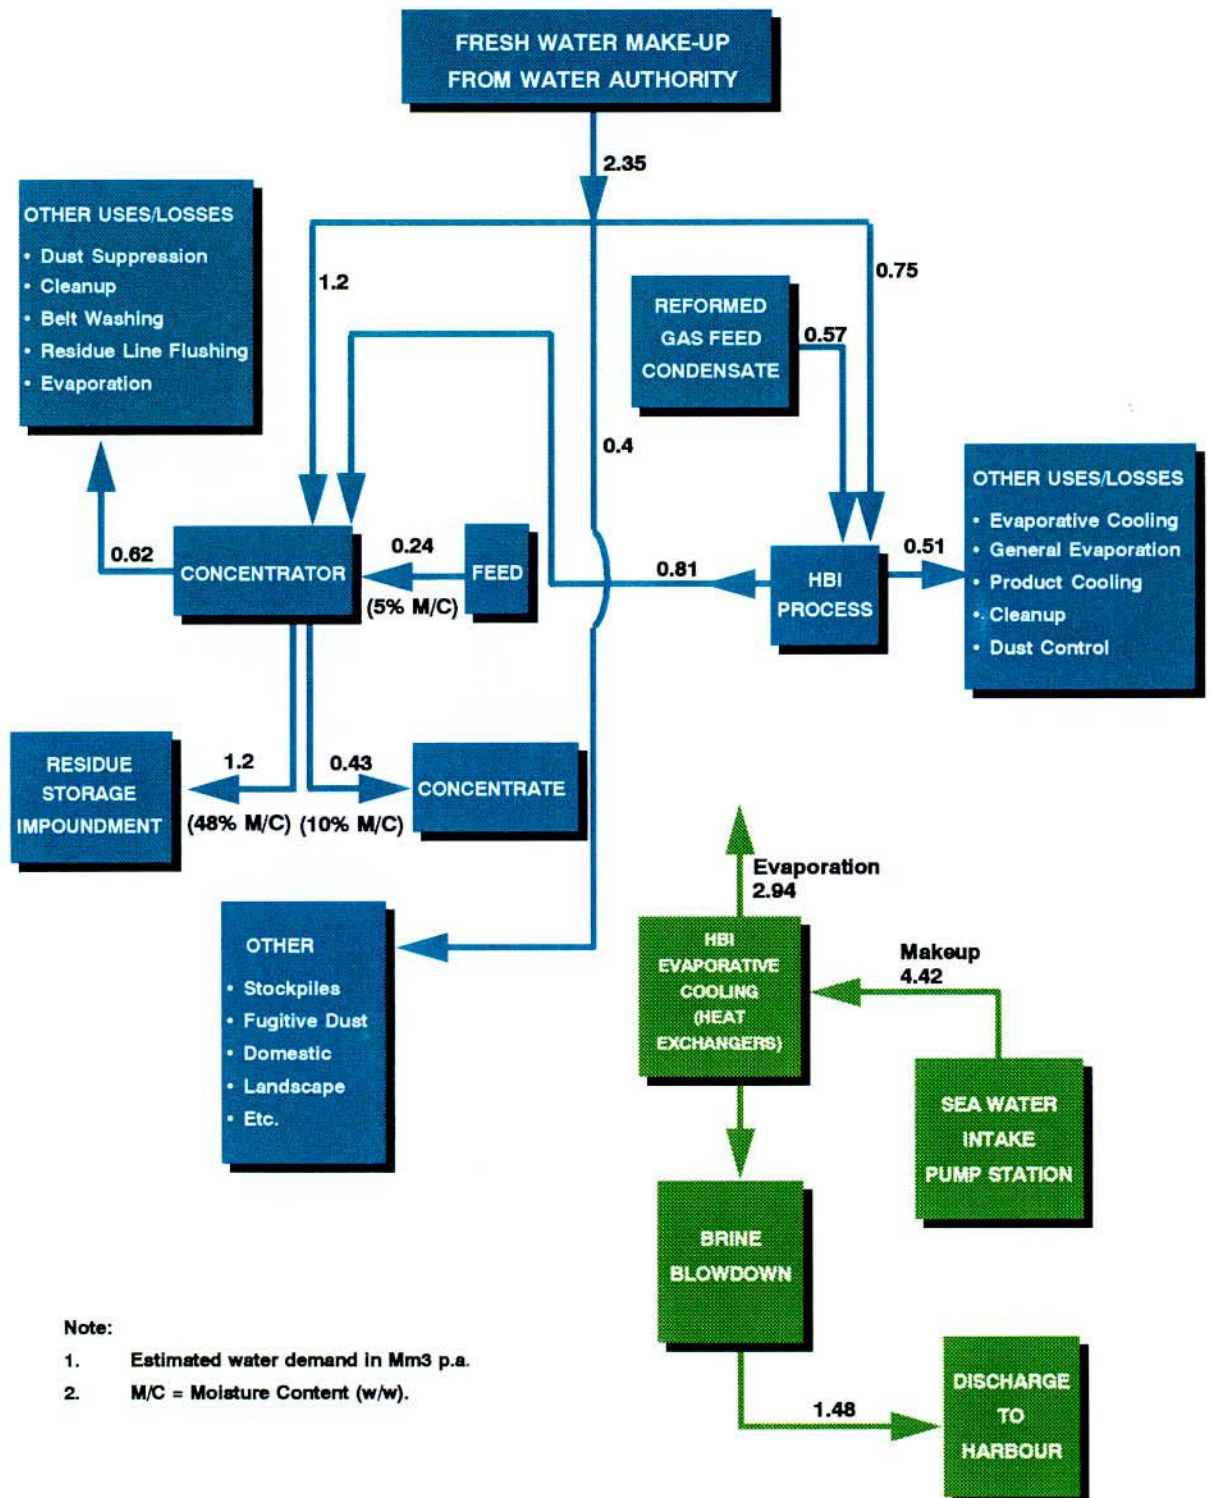 FRESH WATER MAKE-UP
FROM WATER AUTHORITY
2.35
OTHER USES/LOSSES
• Dust Suppression
• Cleanup
• Belt Washing
• Residue Line Flushing
• Evaporation
1.2
0.75
REFORMED
GAS FEED
CONDENSATE
0.57
0.4
OTHER USES/LOSSES
• Evaporative Cooling
• General Evaporation
• Product Cooling
• Cleanup
• Dust Control
0.62
CONCENTRATOR
0.24
(5% M/C)
FEED
0.81
HBI
PROCESS
0.51
RESIDUE
STORAGE
IMPOUNDMENT
1.2
(48% M/C)
0.43
(10% M/C)
CONCENTRATE
OTHER
• Stockpiles
• Fugitive Dust
• Domestic
• Landscape
• Etc.
Evaporation
2.94
HBI
EVAPORATIVE
COOLING
(HEAT
EXCHANGERS)
Makeup
4.42
SEA WATER
INTAKE
PUMP STATION
BRINE
BLOWDOWN
1.48
DISCHARGE
TO
HARBOUR
Note:
1. Estimated water demand in Mm3 p.a.
2. M/C = Moisture Content (w/w).